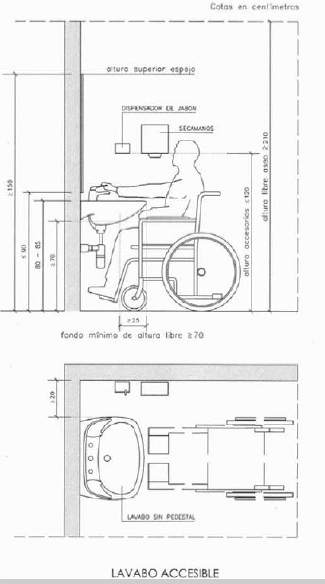 Cotas en centímetros
altura superior espejo
DISPENSADOR DE JABON
SECAMANOS
≥150
≤90
80 - 85
≥70
altura accesorios ≤120
altura libre aseo ≥210
≥25
fondo mínimo de altura libre ≥70
≥20
LAVABO SIN PEDESTAL
LAVABO ACCESIBLE